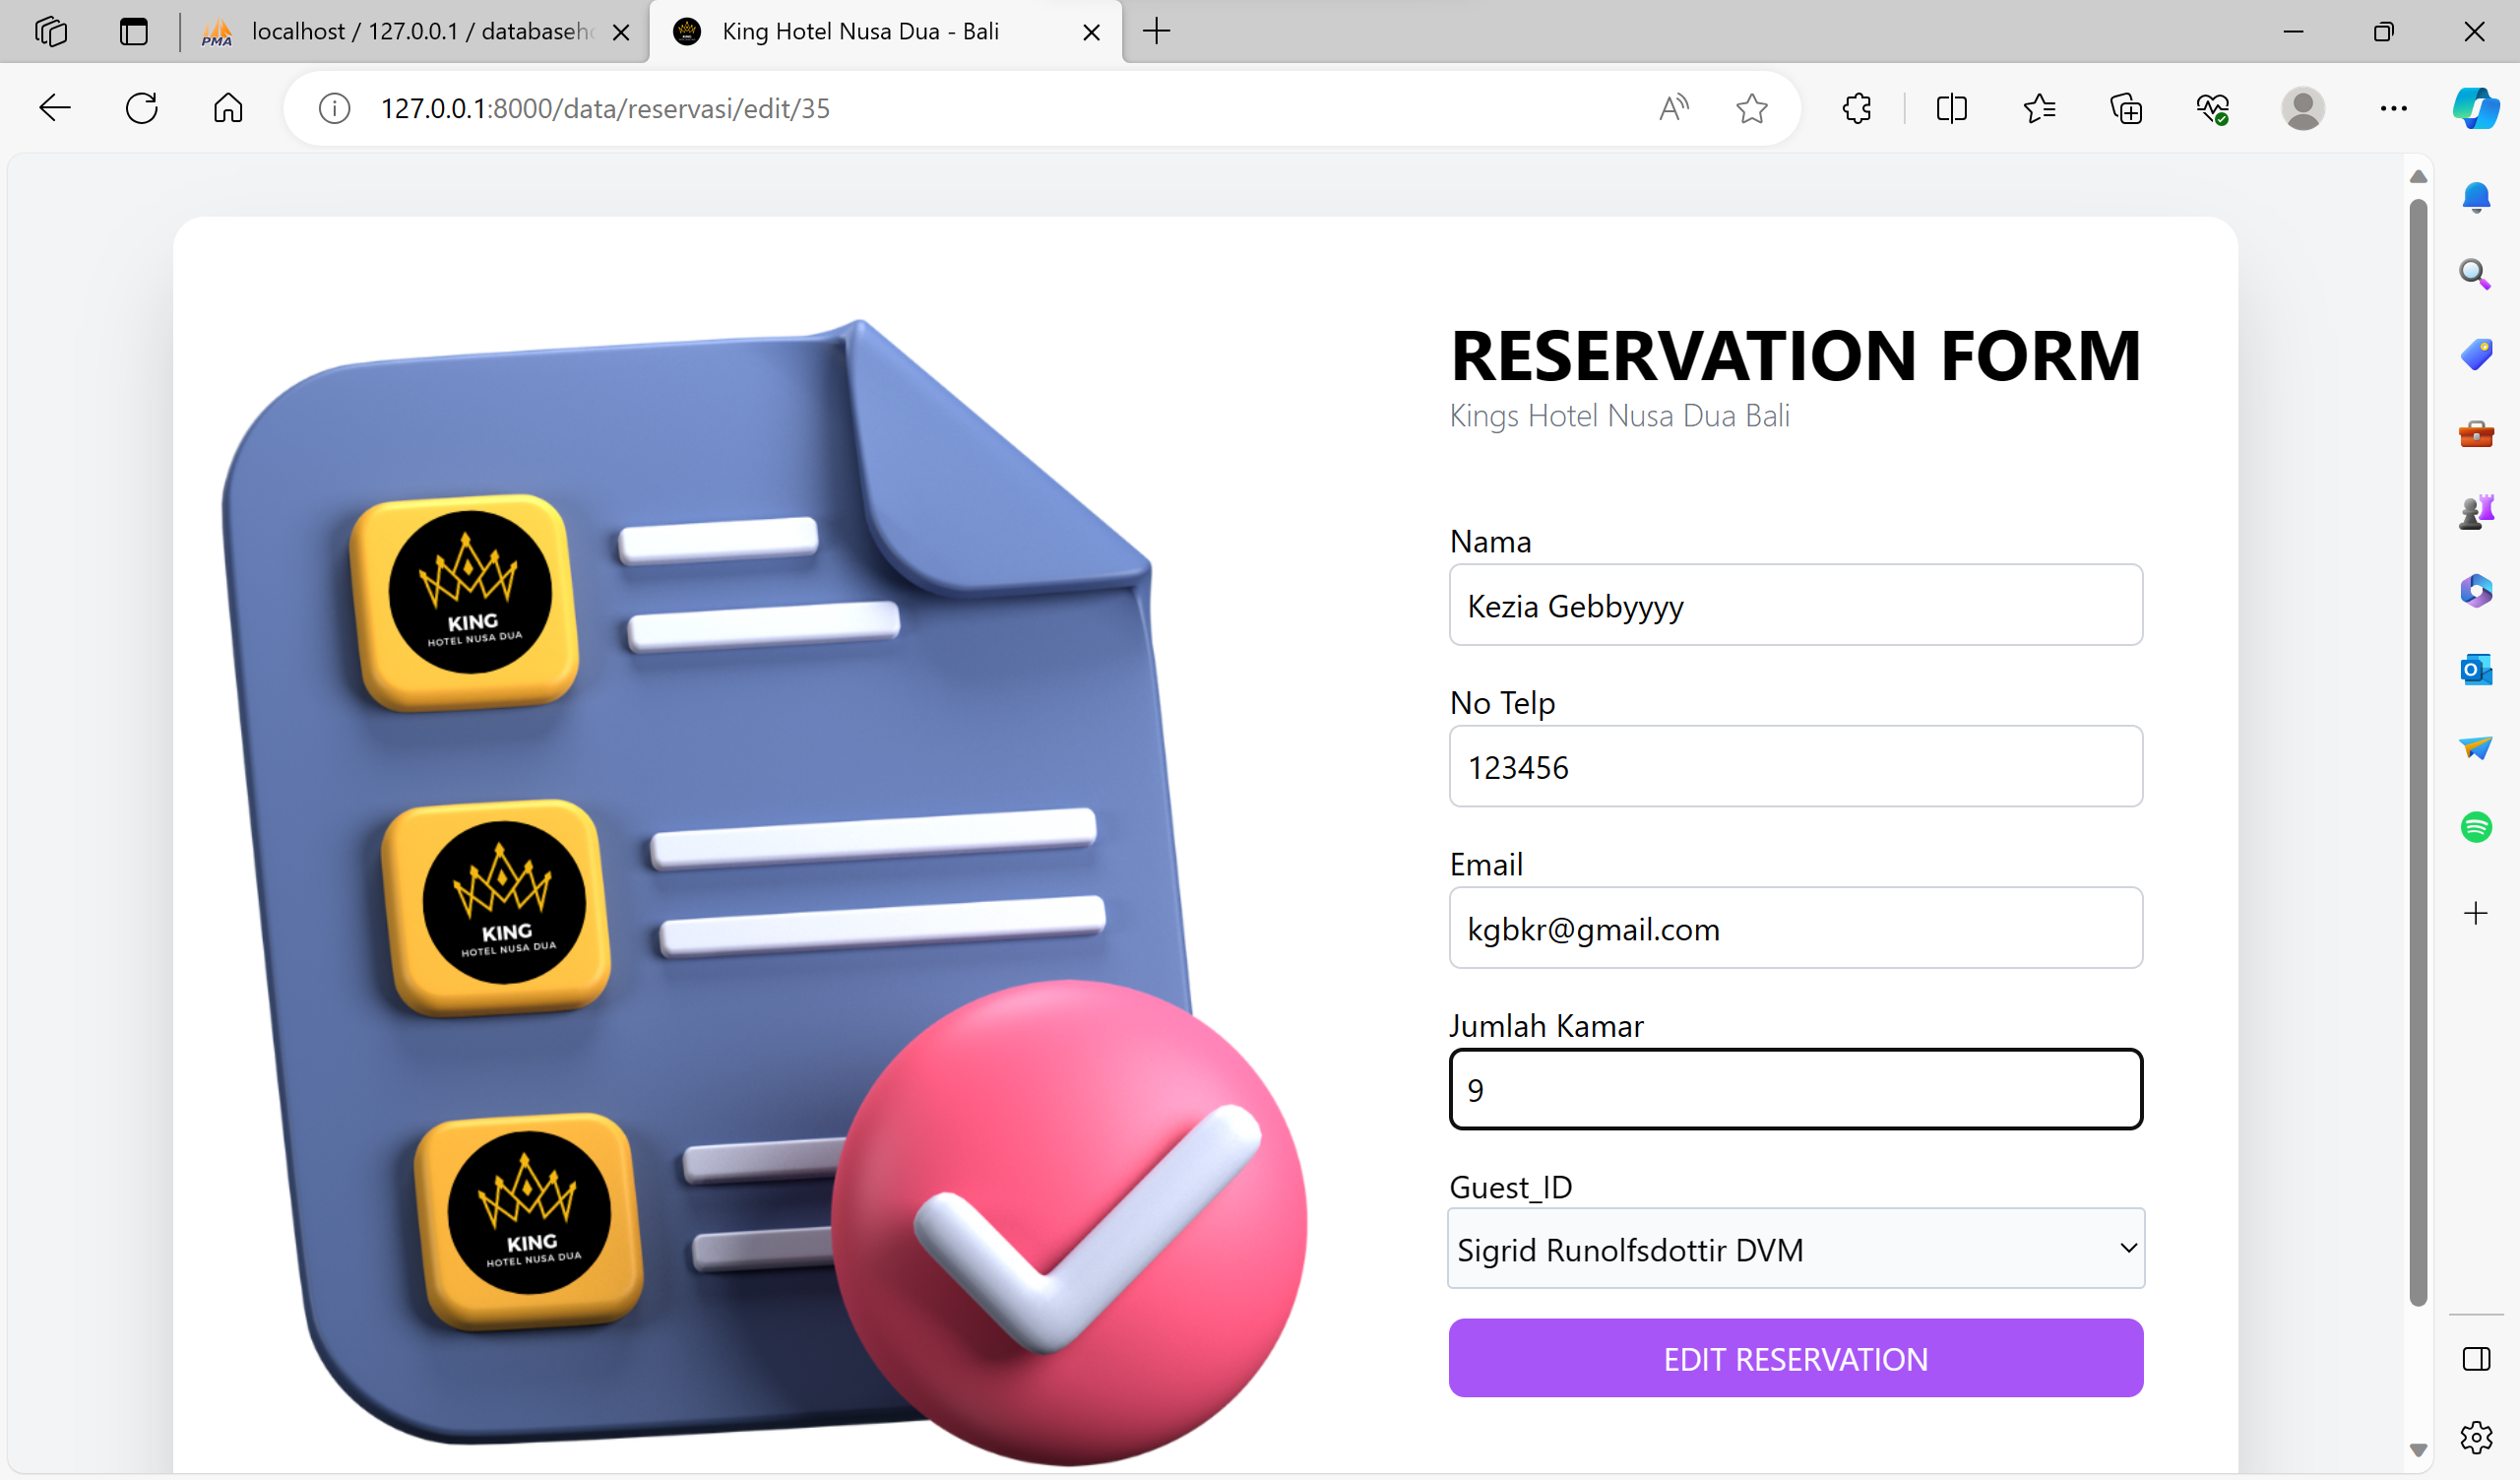 PMA
localhost / 127.0.0.1 / databaseh
King Hotel Nusa Dua - Bali
127.0.0.1:8000/data/reservasi/edit/35
RESERVATION FORM
Kings Hotel Nusa Dua Bali
Nama
Kezia Gebbyyyy
No Telp
123456
Email
kgbkr@gmail.com
Jumlah Kamar
9
Guest_ID
Sigrid Runolfsdottir DVM
EDIT RESERVATION
KING
HOTEL NUSA DUA
KING
HOTEL NUSA DUA
KING
HOTEL NUSA DUA